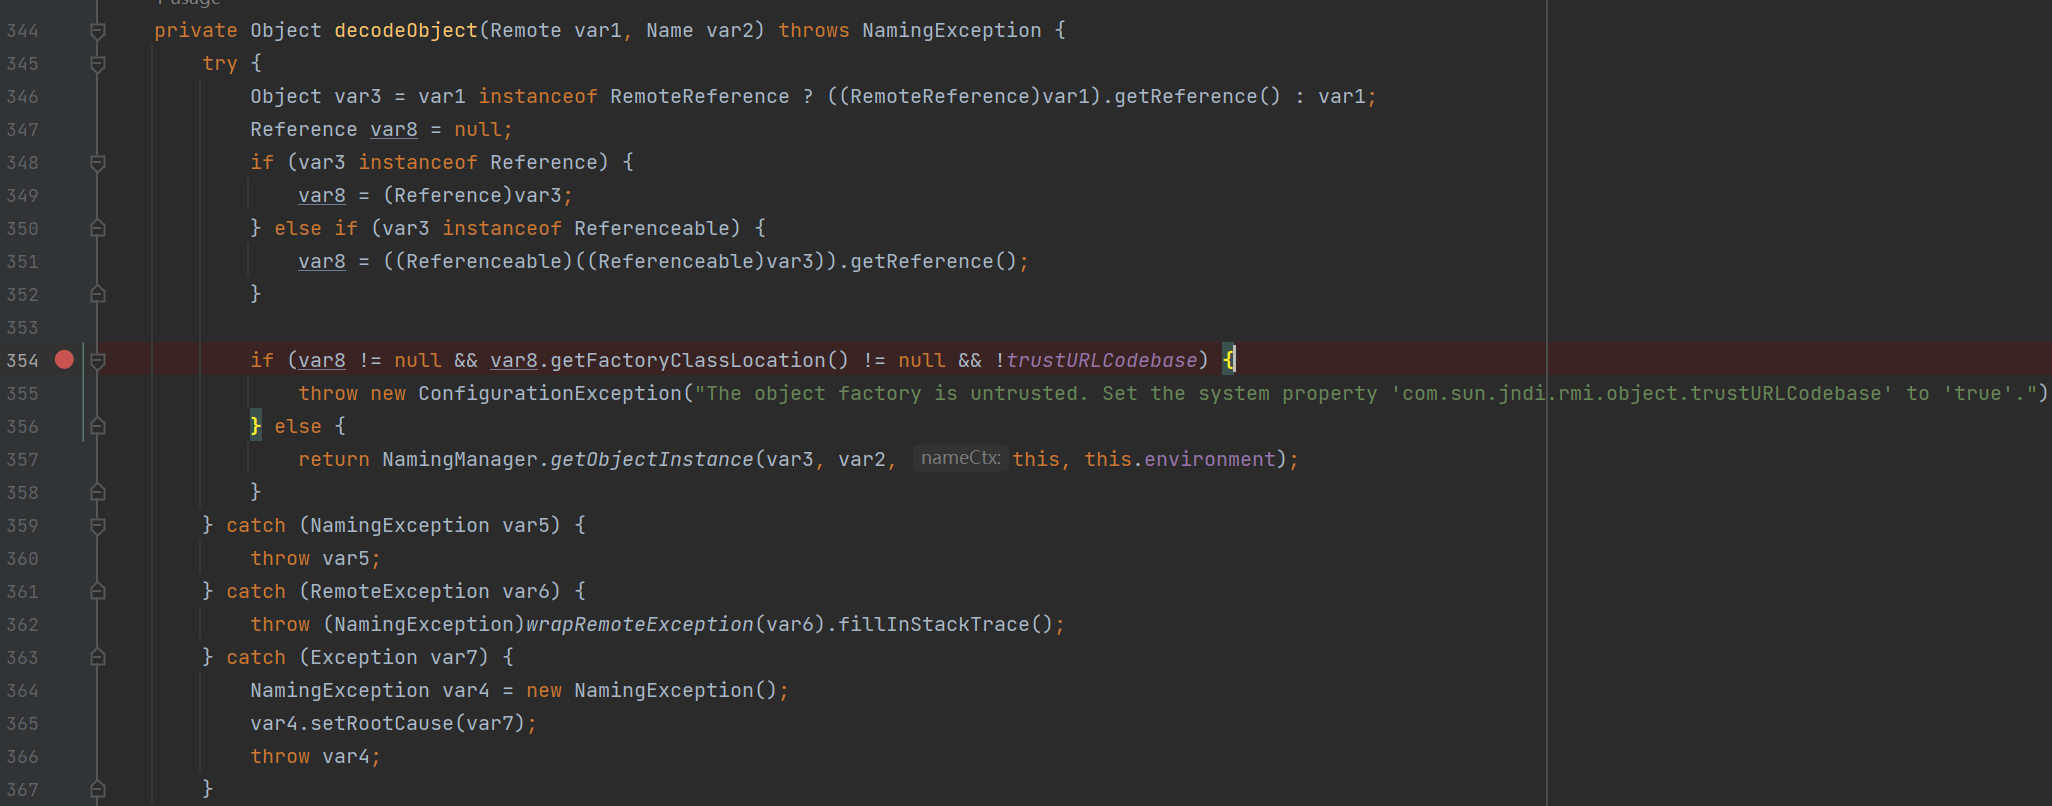 1 usage
344 private Object decodeObject(Remote var1, Name var2) throws NamingException {
345 try {
346 Object var3 = var1 instanceof RemoteReference ? ((RemoteReference)var1).getReference() : var1;
347 Reference var8 = null;
348 if (var3 instanceof Reference) {
349 var8 = (Reference)var3;
350 } else if (var3 instanceof Referenceable) {
351 var8 = ((Referenceable)((Referenceable)var3)).getReference();
352 }
353
354 if (var8 != null && var8.getFactoryClassLocation() != null && !trustURLCodebase) {
355 throw new ConfigurationException("The object factory is untrusted. Set the system property 'com.sun.jndi.rmi.object.trustURLCodebase' to 'true'.")
356 } else {
357 return NamingManager.getObjectInstance(var3, var2, nameCtx: this, this.environment);
358 }
359 } catch (NamingException var5) {
360 throw var5;
361 } catch (RemoteException var6) {
362 throw (NamingException)wrapRemoteException(var6).fillInStackTrace();
363 } catch (Exception var7) {
364 NamingException var4 = new NamingException();
365 var4.setRootCause(var7);
366 throw var4;
367 }